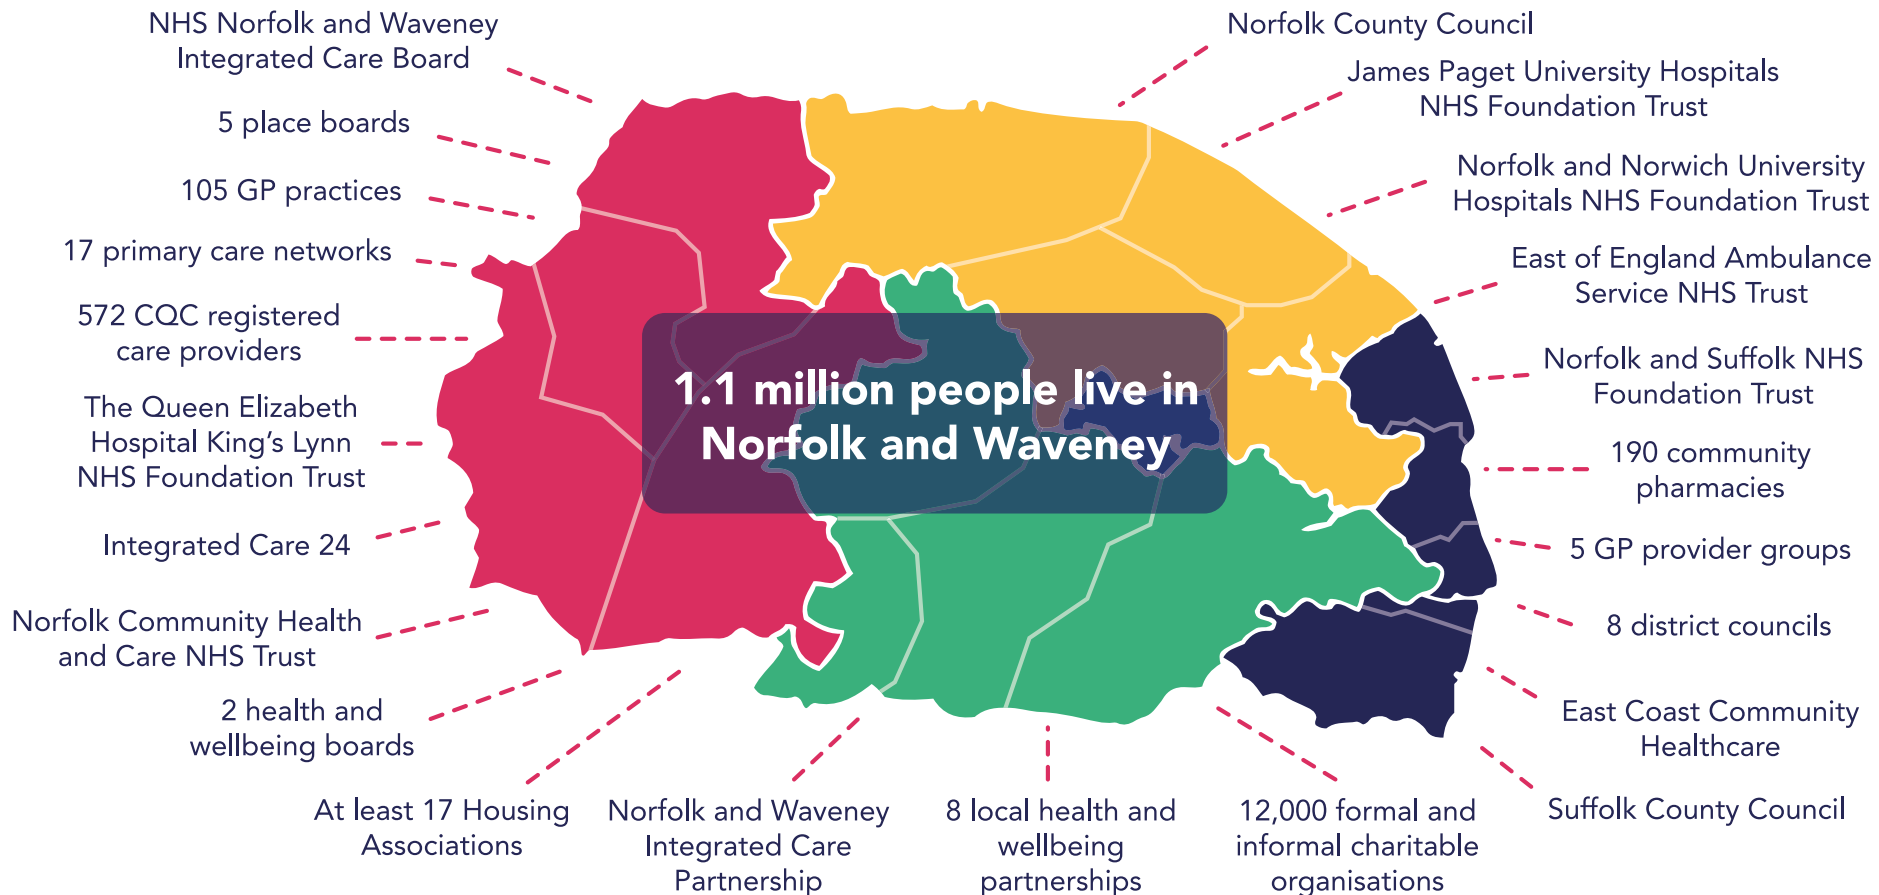 NHS Norfolk and Waveney
Integrated Care Board
5 place boards
105 GP practices
17 primary care networks
572 CQC registered
care providers
The Queen Elizabeth
Hospital King's Lynn
NHS Foundation Trust
Integrated Care 24
Norfolk Community Health
and Care NHS Trust
2 health and
wellbeing boards
At least 17 Housing
Associations
Norfolk and Waveney
Integrated Care
Partnership
8 local health and
wellbeing
partnerships
12,000 formal and
informal charitable
organisations
1.1 million people live in
Norfolk and Waveney
Norfolk County Council
James Paget University Hospitals
NHS Foundation Trust
Norfolk and Norwich University
Hospitals NHS Foundation Trust
East of England Ambulance
Service NHS Trust
Norfolk and Suffolk NHS
Foundation Trust
190 community
pharmacies
5 GP provider groups
8 district councils
East Coast Community
Healthcare
Suffolk County Council